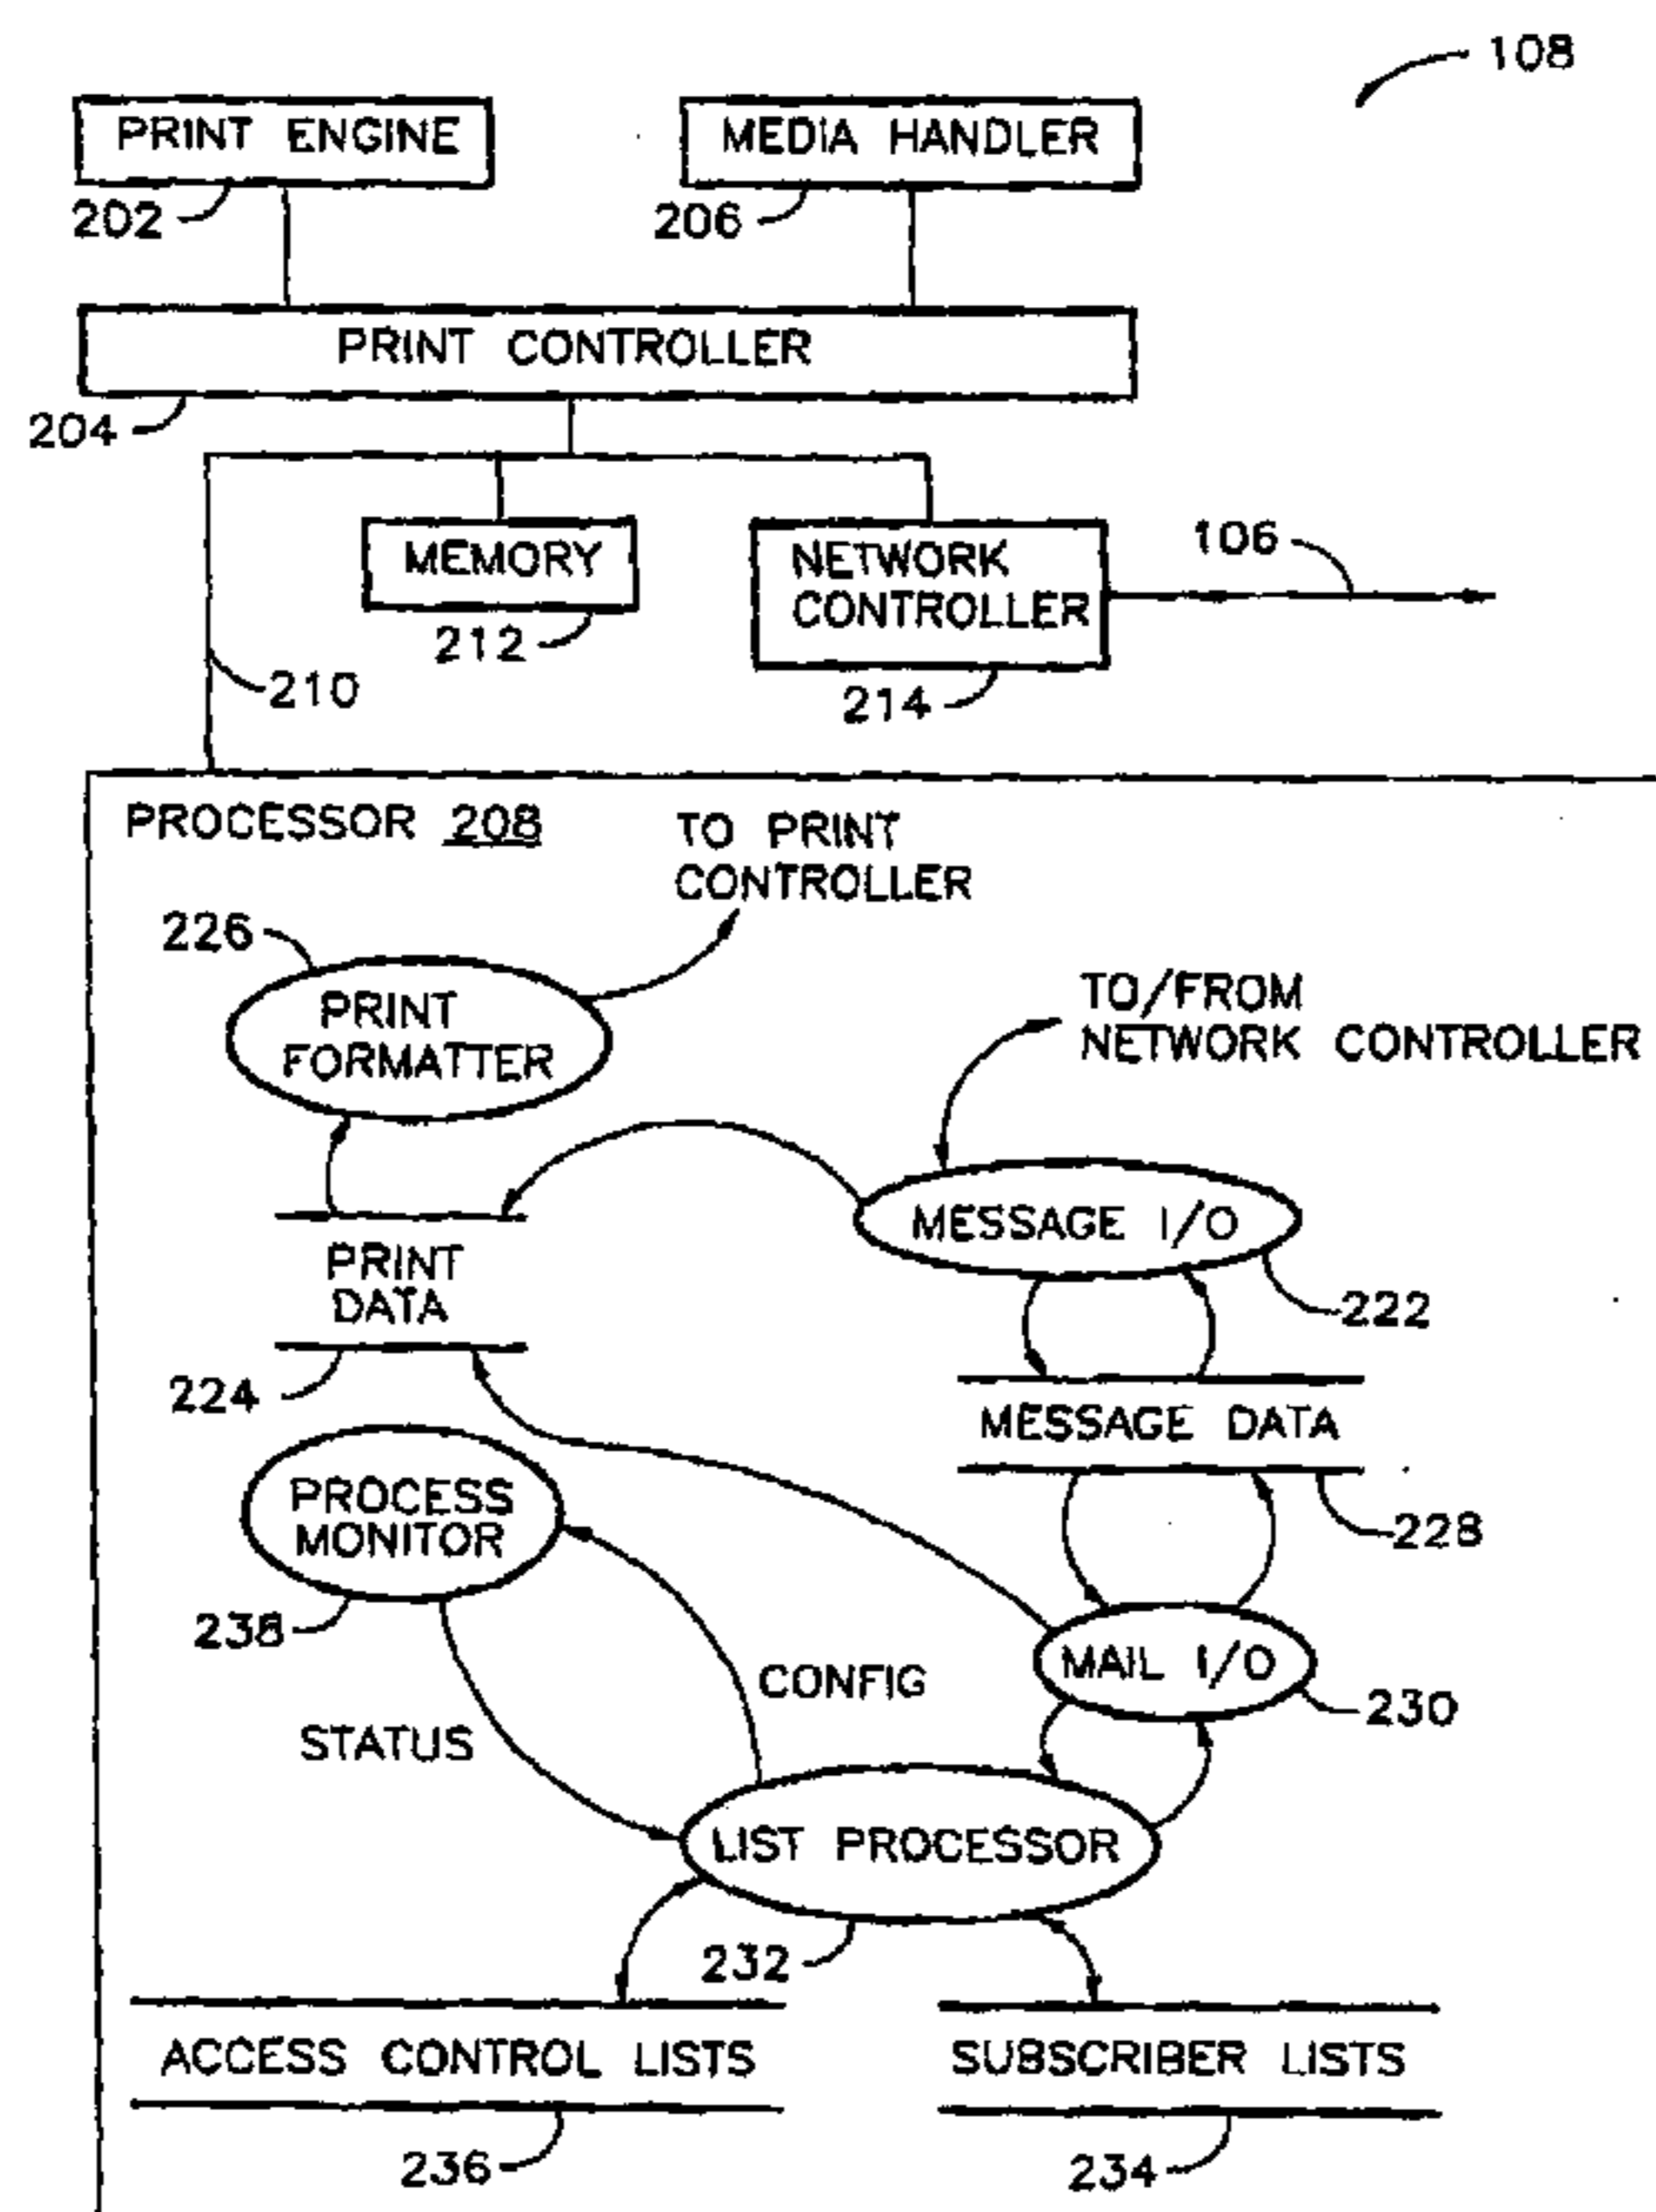 108
PRINT ENGINE
MEDIA HANDLER
202
206
PRINT CONTROLLER
204
MEMORY
NETWORK
CONTROLLER
106
212
210
214
PROCESSOR 208
TO PRINT
CONTROLLER
226
PRINT
FORMATTER
TO/FROM
NETWORK CONTROLLER
MESSAGE I/O
PRINT
DATA
222
224
MESSAGE DATA
PROCESS
MONITOR
228
238
MAIL I/O
CONFIG
230
STATUS
LIST PROCESSOR
232
ACCESS CONTROL LISTS
SUBSCRIBER LISTS
236
234